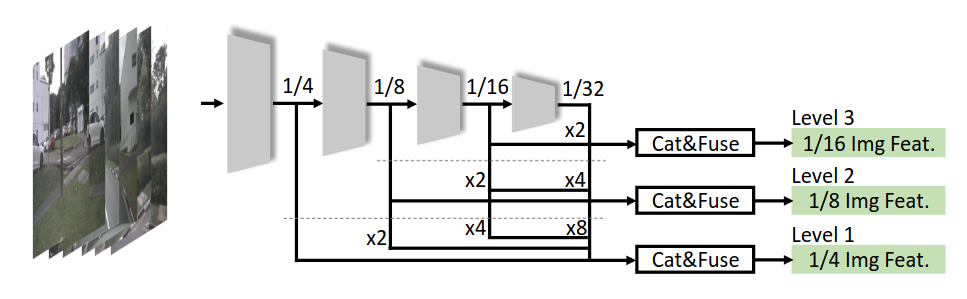 1/4
1/8
1/16
1/32
x2
Cat&Fuse
Level 3
1/16 Img Feat.
x2
x4
Cat&Fuse
Level 2
1/8 Img Feat.
x2
x4
x8
Cat&Fuse
Level 1
1/4 Img Feat.